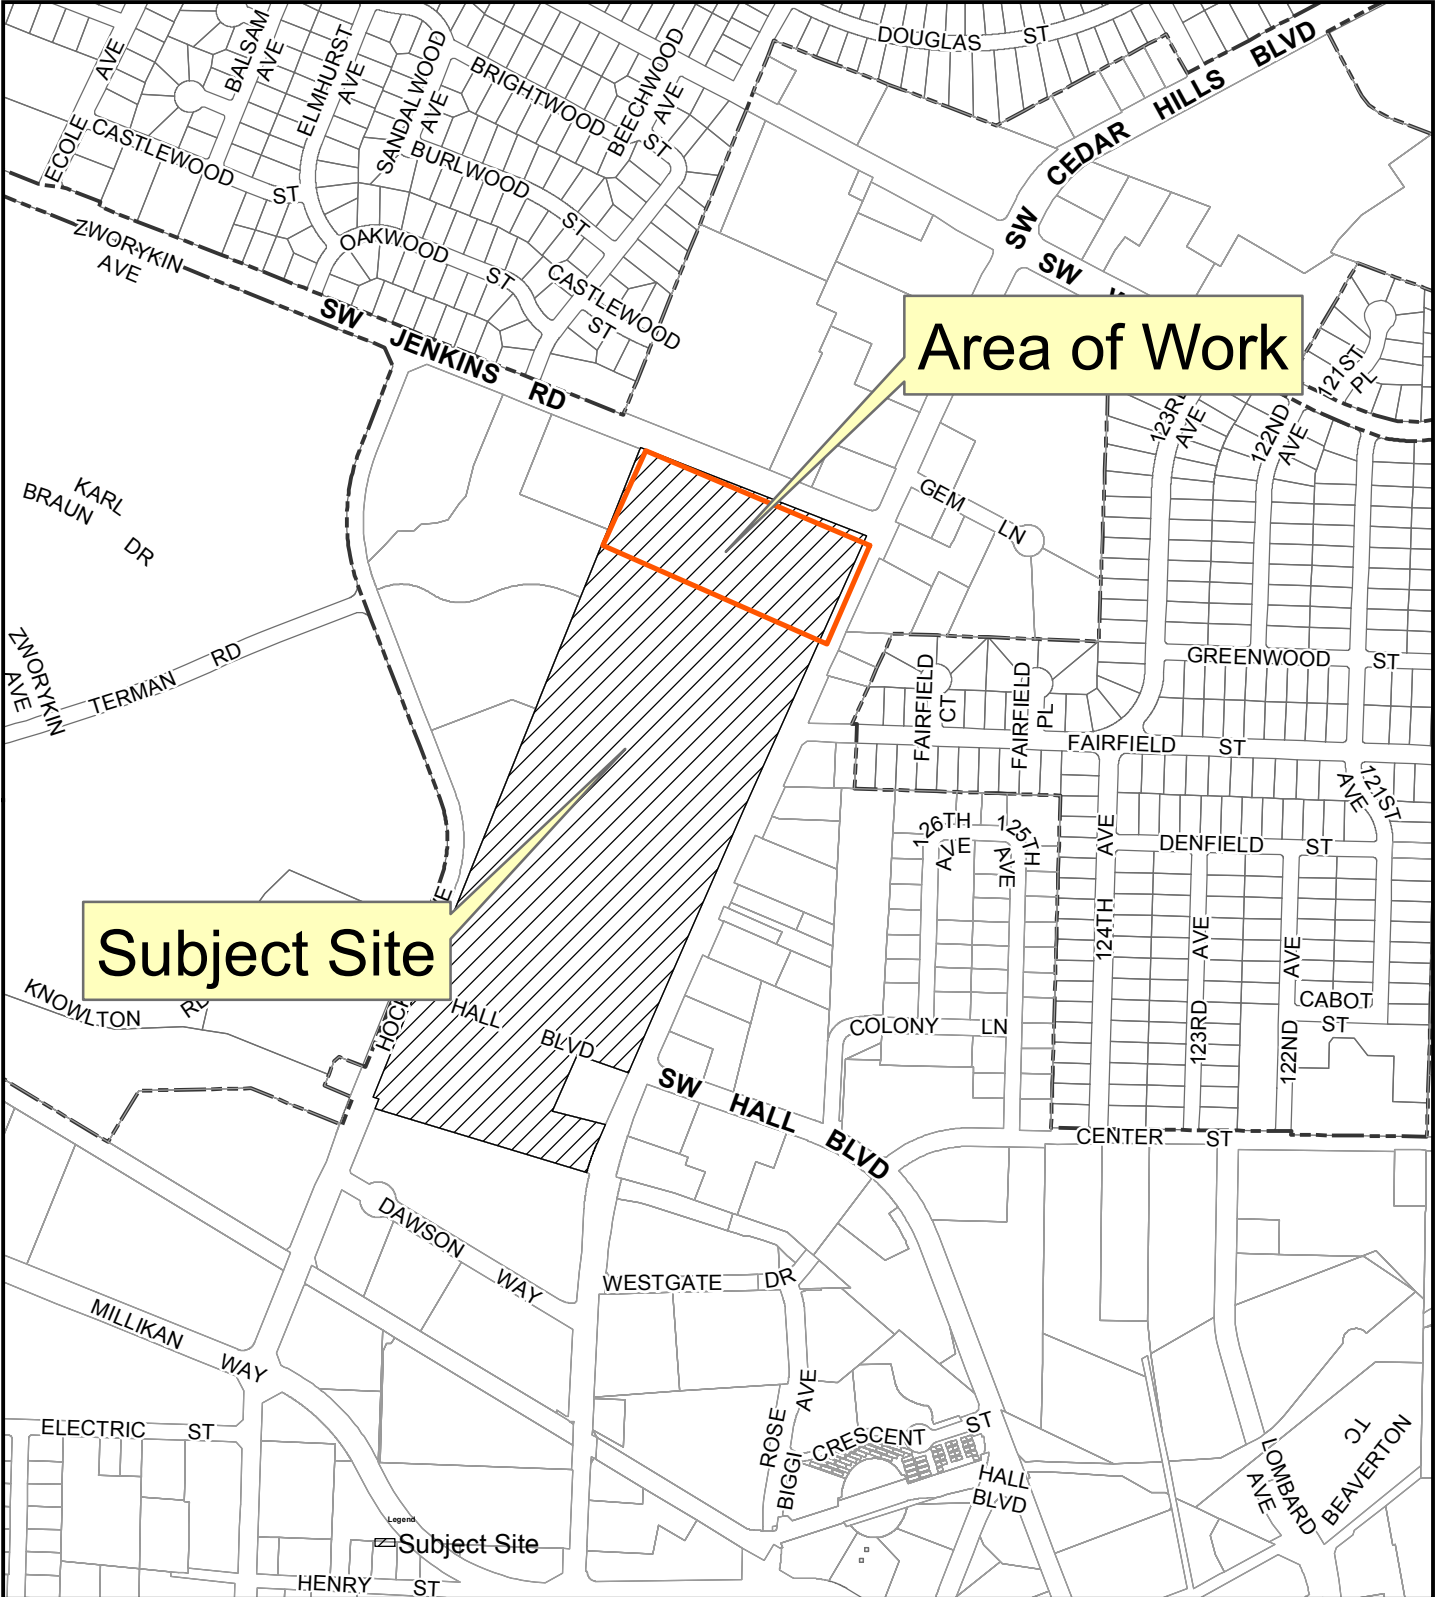 DOUGLAS ST
SW CEDAR HILLS BLVD
ECOLE AVE
BALSAM AVE
ELMHURST AVE
SANDALWOOD AVE
BRIGHTWOOD ST
BEECHWOOD AVE
CASTLEWOOD ST
BURLWOOD ST
OAKWOOD ST
CASTLEWOOD ST
ZWORYKIN AVE
SW JENKINS RD
SW
Area of Work
121ST PL
123RD AVE
122ND AVE
GEM LN
KARL BRAUN DR
ZWORYKIN AVE
TERMAN RD
GREENWOOD ST
FAIRFIELD CT
FAIRFIELD PL
FAIRFIELD ST
121ST AVE
126TH AVE
125TH AVE
124TH AVE
DENFIELD ST
123RD AVE
122ND AVE
CABOT ST
Subject Site
KNOWLTON RD
HALL BLVD
COLONY LN
SW HALL BLVD
CENTER ST
DAWSON WAY
WESTGATE DR
MILLIKAN WAY
ELECTRIC ST
ROSE BIGGI AVE
CRESCENT ST
HALL BLVD
LOMBARD AVE
BEAVERTON TC
Legend
Subject Site
HENRY ST